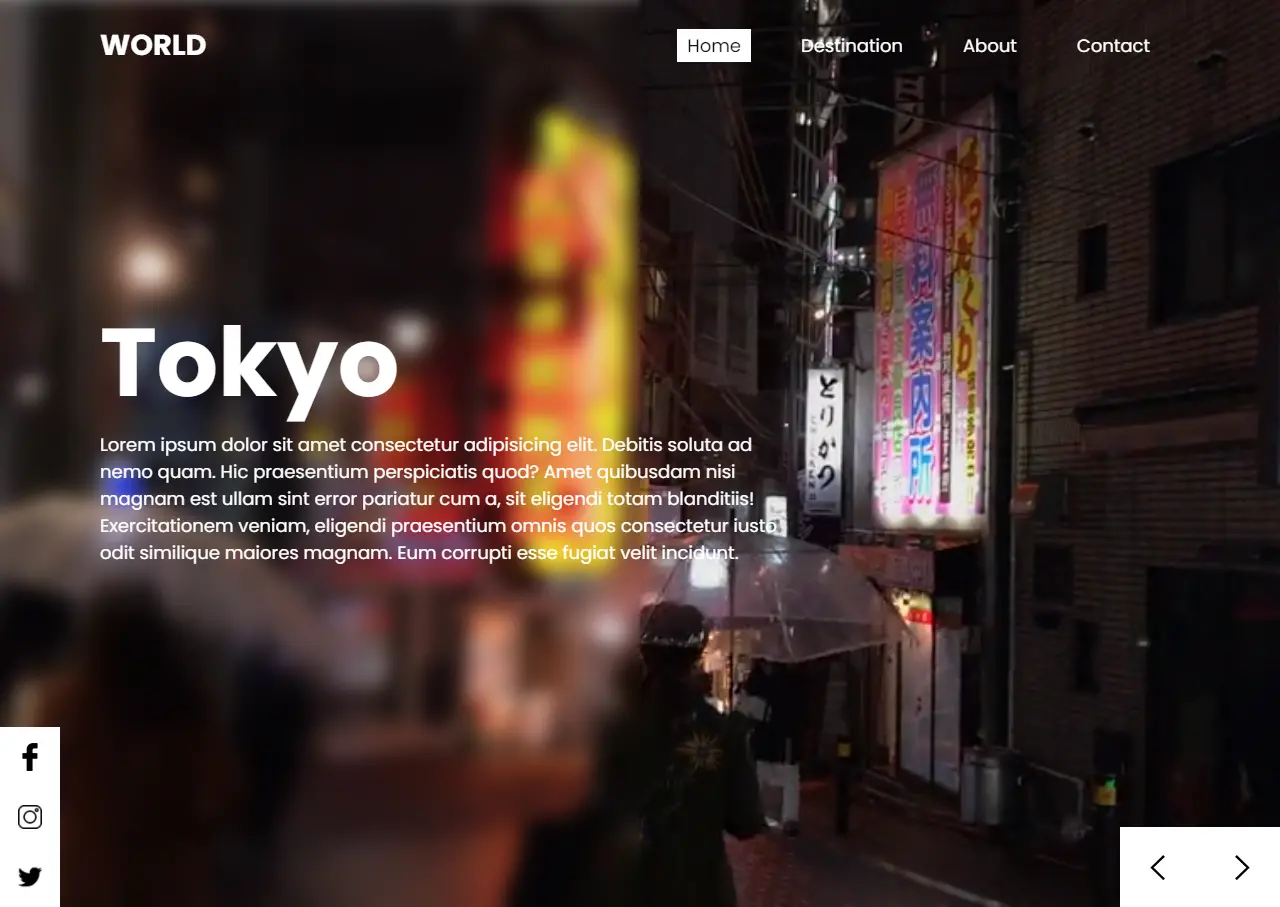 WORLD
Home
Destination
About
Contact
Tokyo
Lorem ipsum dolor sit amet consectetur adipisicing elit. Debitis soluta ad
nemo quam. Hic praesentium perspiciatis quod? Amet quibusdam nisi
magnam est ullam sint error pariatur cum a, sit eligendi totam blanditiis!
Exercitationem veniam, eligendi praesentium omnis quos consectetur iusto
odit similique maiores magnam. Eum corrupti esse fugiat velit incidunt.
無料案内所
とりかつ